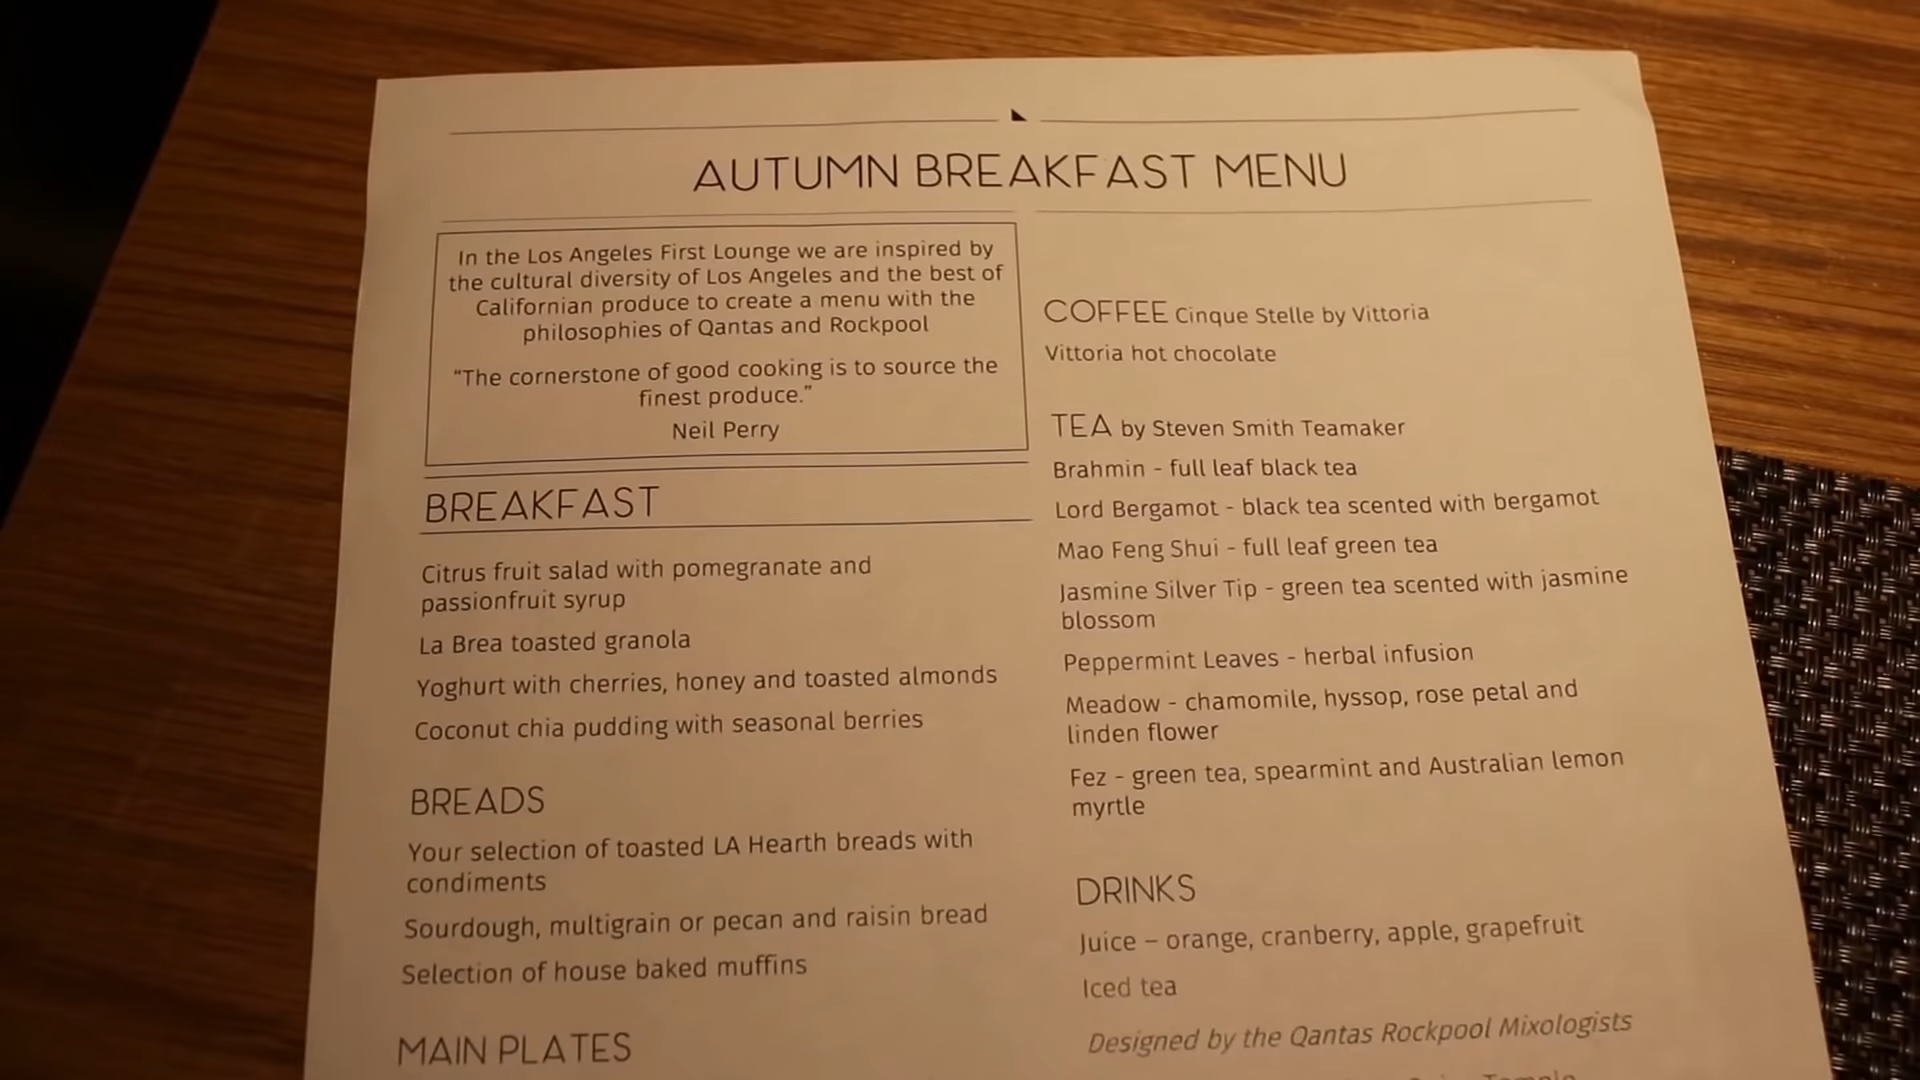 AUTUMN BREAKFAST MENU
In the Los Angeles First Lounge we are inspired by
the cultural diversity of Los Angeles and the best of
Californian produce to create a menu with the
philosophies of Qantas and Rockpool
"The cornerstone of good cooking is to source the
finest produce."
Neil Perry
BREAKFAST
Citrus fruit salad with pomegranate and
passionfruit syrup
La Brea toasted granola
Yoghurt with cherries, honey and toasted almonds
Coconut chia pudding with seasonal berries
BREADS
Your selection of toasted LA Hearth breads with
condiments
Sourdough, multigrain or pecan and raisin bread
Selection of house baked muffins
MAIN PLATES
COFFEE Cinque Stelle by Vittoria
Vittoria hot chocolate
TEA by Steven Smith Teamaker
Brahmin - full leaf black tea
Lord Bergamot - black tea scented with bergamot
Mao Feng Shui - full leaf green tea
Jasmine Silver Tip - green tea scented with jasmine
blossom
Peppermint Leaves - herbal infusion
Meadow - chamomile, hyssop, rose petal and
linden flower
Fez - green tea, spearmint and Australian lemon
myrtle
DRINKS
Juice – orange, cranberry, apple, grapefruit
Iced tea
Designed by the Qantas Rockpool Mixologists